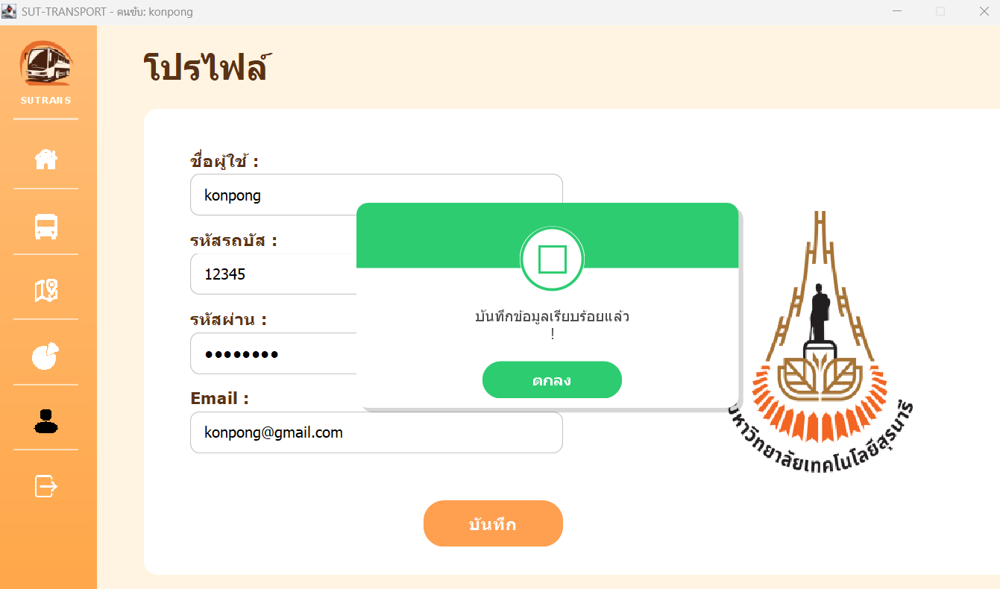 SUT-TRANSPORT - คนขับ: konpong
SUTRANS
โปรไฟล์
ชื่อผู้ใช้ :
konpong
รหัสรถบัส :
12345
รหัสผ่าน :
••••••••
Email :
konpong@gmail.com
บันทึกข้อมูลเรียบร้อยแล้ว
!
ตกลง
มหาวิทยาลัยเทคโนโลยีสุรนารี
บันทึก